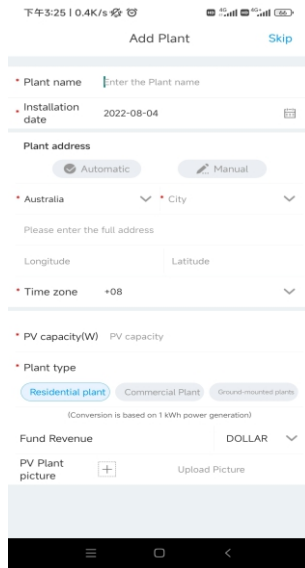 下午3:25 | 0.4K/s
4G 4G 66
Add Plant Skip
* Plant name Enter the Plant name
* Installation date 2022-08-04
Plant address
Automatic Manual
* Australia * City
Please enter the full address
Longitude Latitude
* Time zone +08
* PV capacity(W) PV capacity
* Plant type
Residential plant Commercial Plant Ground-mounted plants
(Conversion is based on 1 kWh power generation)
Fund Revenue DOLLAR
PV Plant picture + Upload Picture